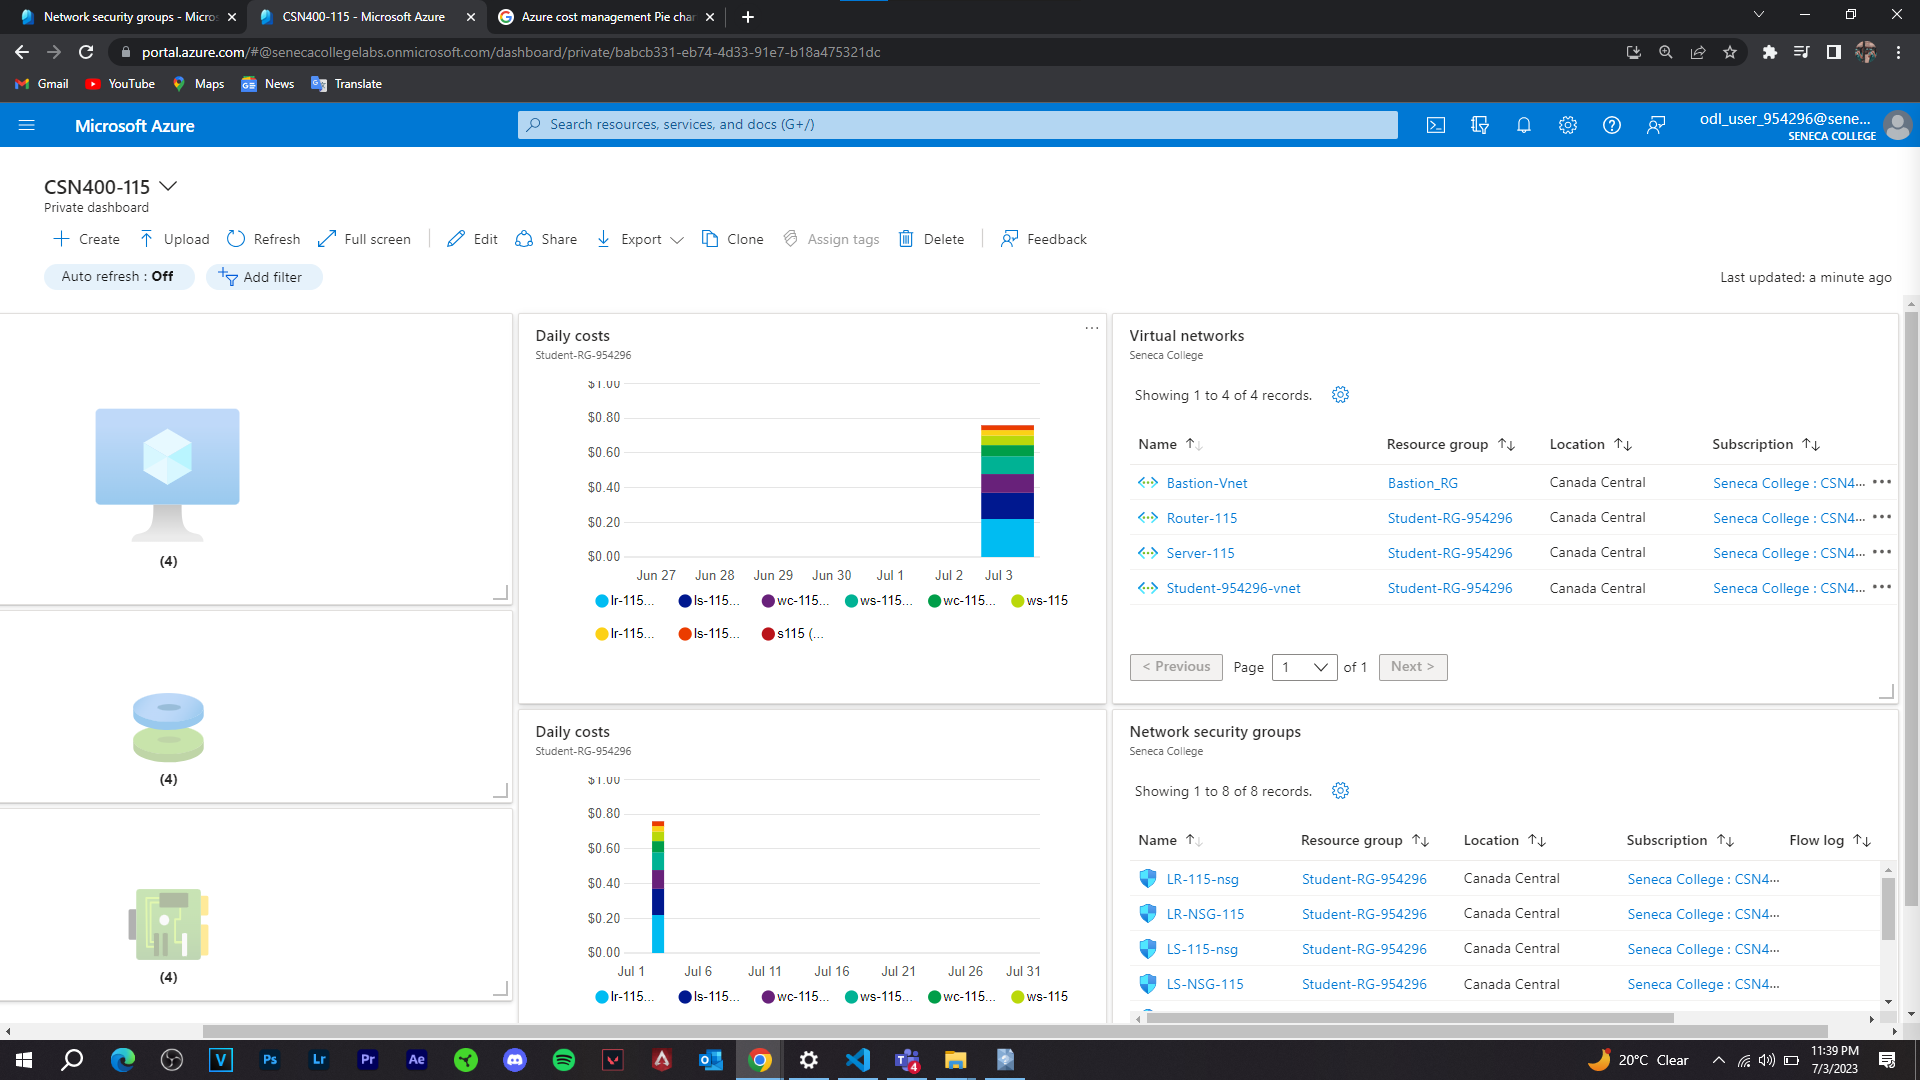 Network security groups - Micros
CSN400-115 - Microsoft Azure
Azure cost management Pie char
portal.azure.com/#@senecacollegelabs.onmicrosoft.com/dashboard/private/babcb331-eb74-4d33-91e7-b18a475321dc
Gmail YouTube Maps News Translate
Microsoft Azure
Search resources, services, and docs (G+/)
odl_user_954296@sene...
SENECA COLLEGE
CSN400-115
Private dashboard
Create Upload Refresh Full screen Edit Share Export Clone Assign tags Delete Feedback
Auto refresh : Off
Add filter
Last updated: a minute ago
(4)
(4)
(4)
Daily costs
Student-RG-954296
$1.00
$0.80
$0.60
$0.40
$0.20
$0.00
Jun 27 Jun 28 Jun 29 Jun 30 Jul 1 Jul 2 Jul 3
lr-115... ls-115... wc-115... ws-115... wc-115... ws-115
lr-115... ls-115... s115 (...
Virtual networks
Seneca College
Showing 1 to 4 of 4 records.
Name Resource group Location Subscription
Bastion-Vnet Bastion_RG Canada Central Seneca College : CSN4...
Router-115 Student-RG-954296 Canada Central Seneca College : CSN4...
Server-115 Student-RG-954296 Canada Central Seneca College : CSN4...
Student-954296-vnet Student-RG-954296 Canada Central Seneca College : CSN4...
< Previous Page 1 of 1 Next >
Daily costs
Student-RG-954296
$1.00
$0.80
$0.60
$0.40
$0.20
$0.00
Jul 1 Jul 6 Jul 11 Jul 16 Jul 21 Jul 26 Jul 31
lr-115... ls-115... wc-115... ws-115... wc-115... ws-115
Network security groups
Seneca College
Showing 1 to 8 of 8 records.
Name Resource group Location Subscription Flow log
LR-115-nsg Student-RG-954296 Canada Central Seneca College : CSN4...
LR-NSG-115 Student-RG-954296 Canada Central Seneca College : CSN4...
LS-115-nsg Student-RG-954296 Canada Central Seneca College : CSN4...
LS-NSG-115 Student-RG-954296 Canada Central Seneca College : CSN4...
V Ps Lr Pr Ae 4
20°C Clear
11:39 PM
7/3/2023